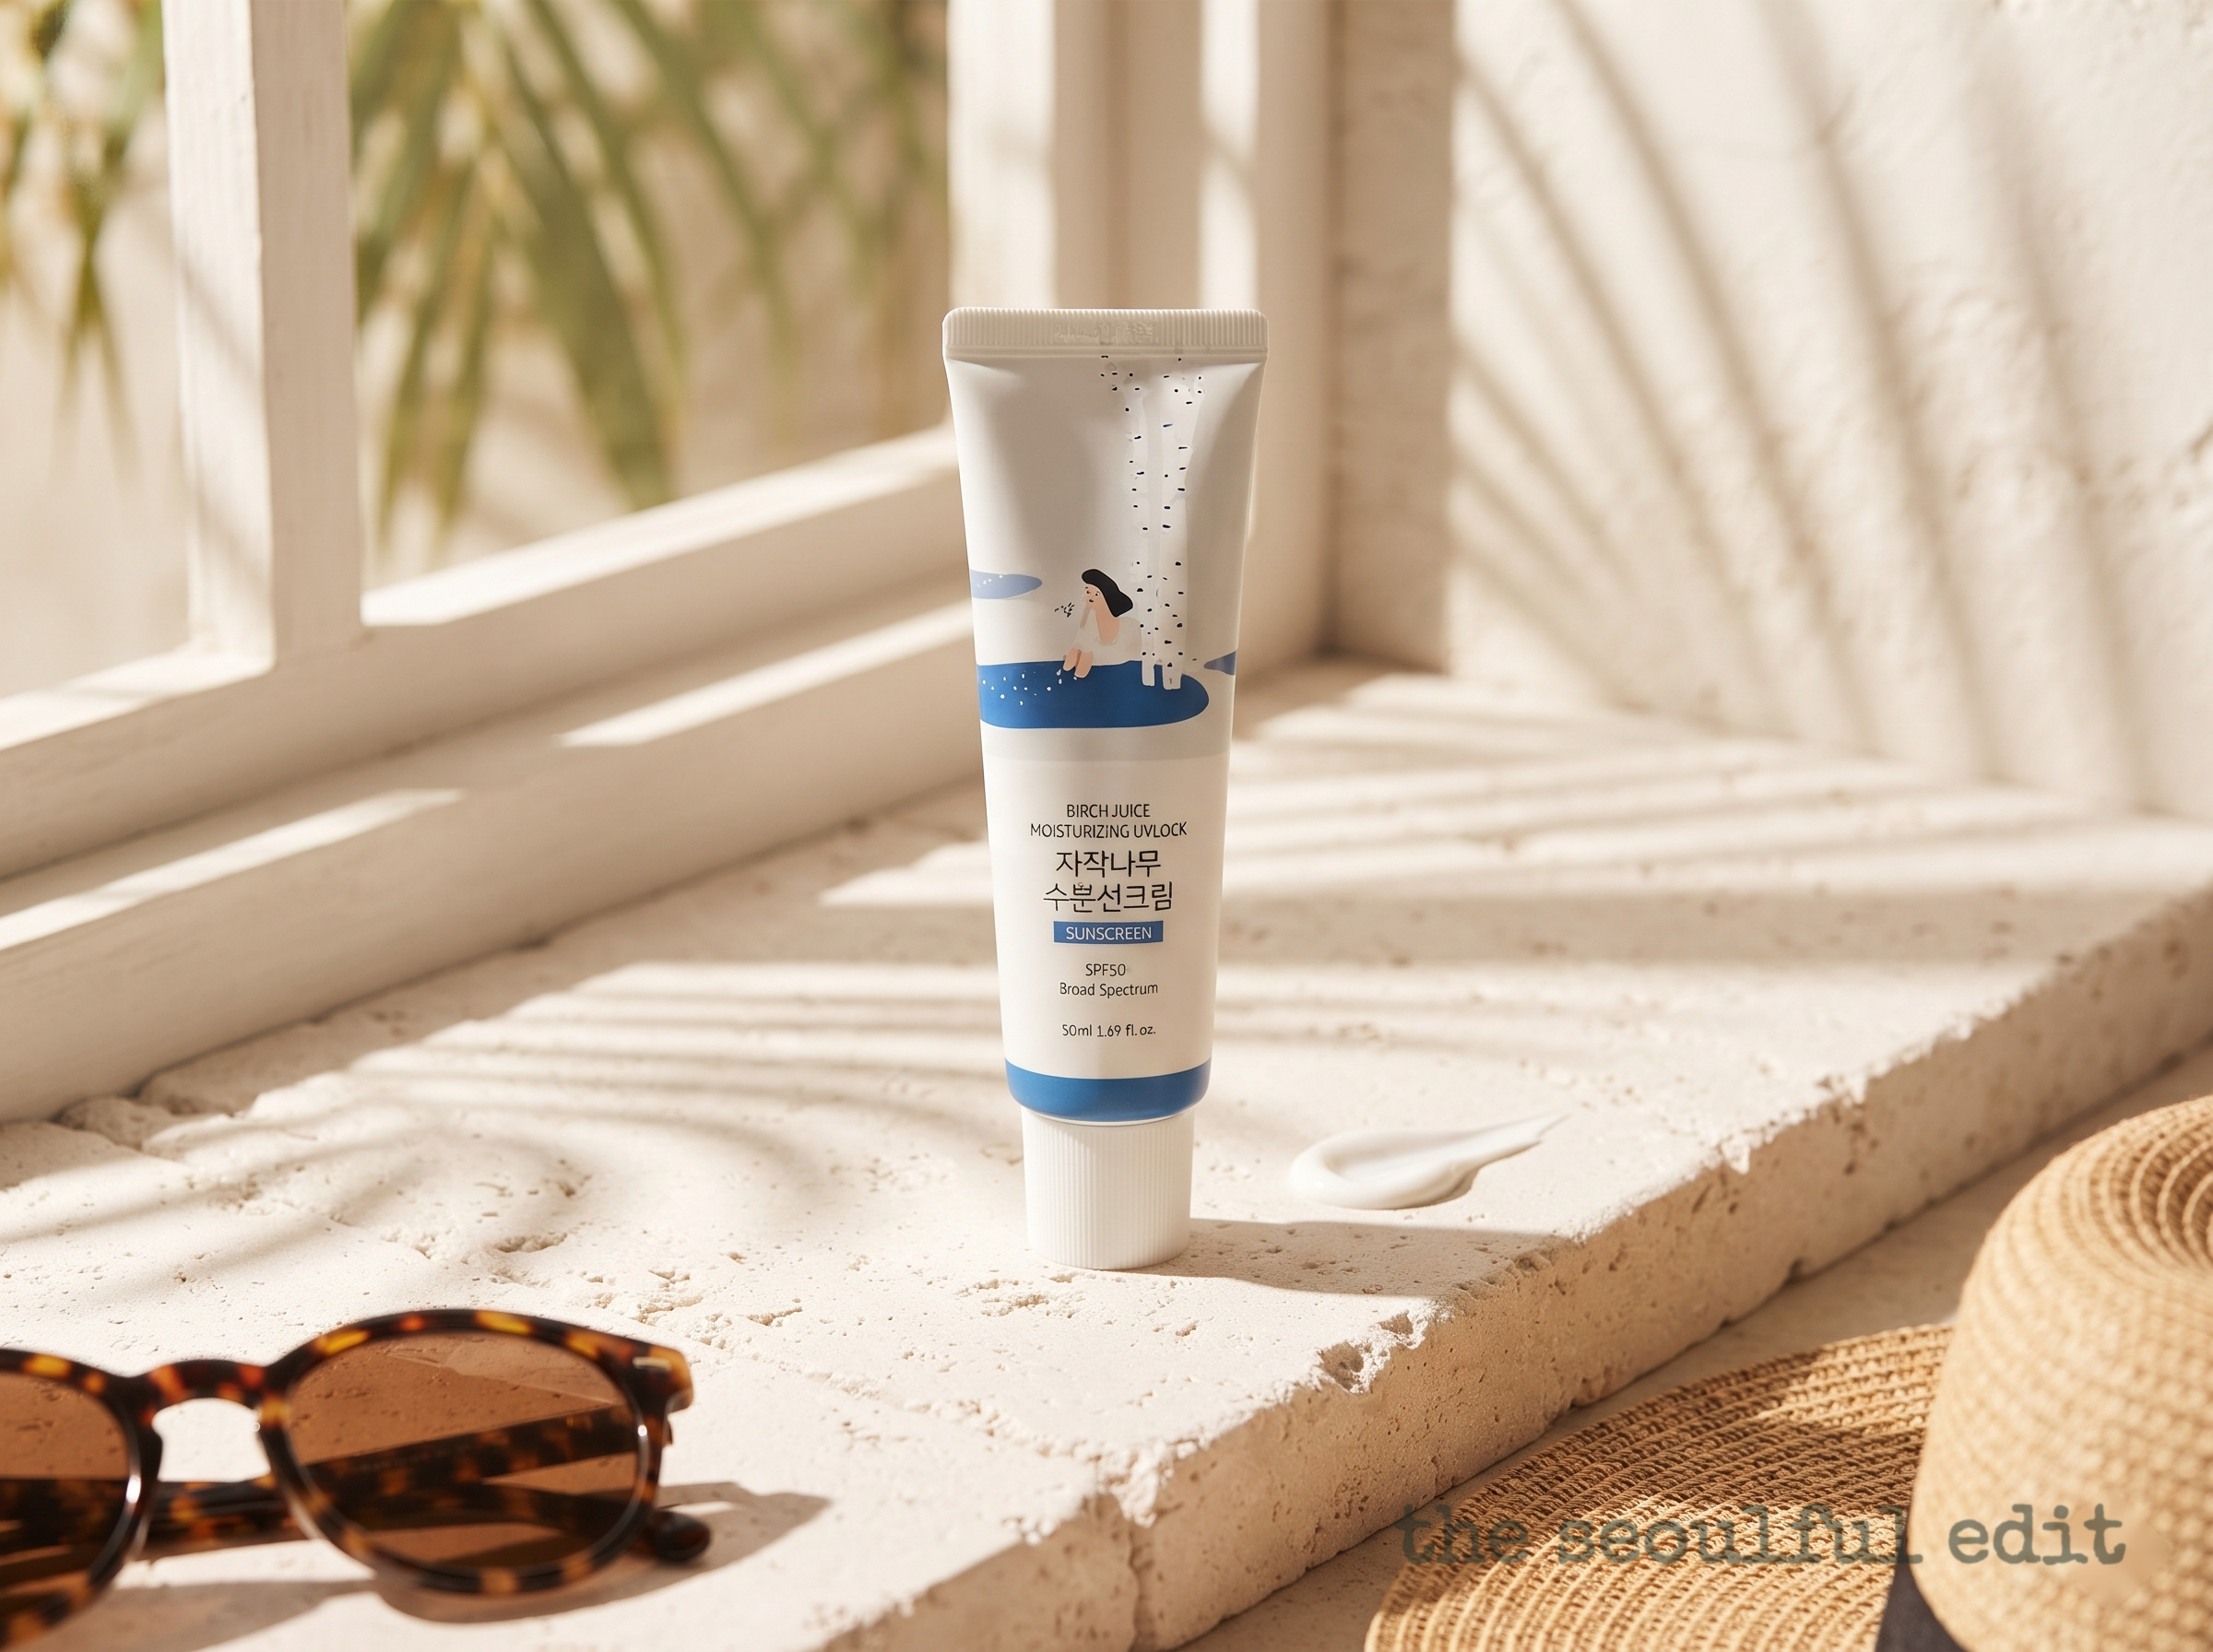 BIRCH JUICE
MOISTURIZING UVLOCK
자작나무
수분선크림
SUNSCREEN
SPF50
Broad Spectrum
50ml 1.69 fl.oz.
the seoulful edit